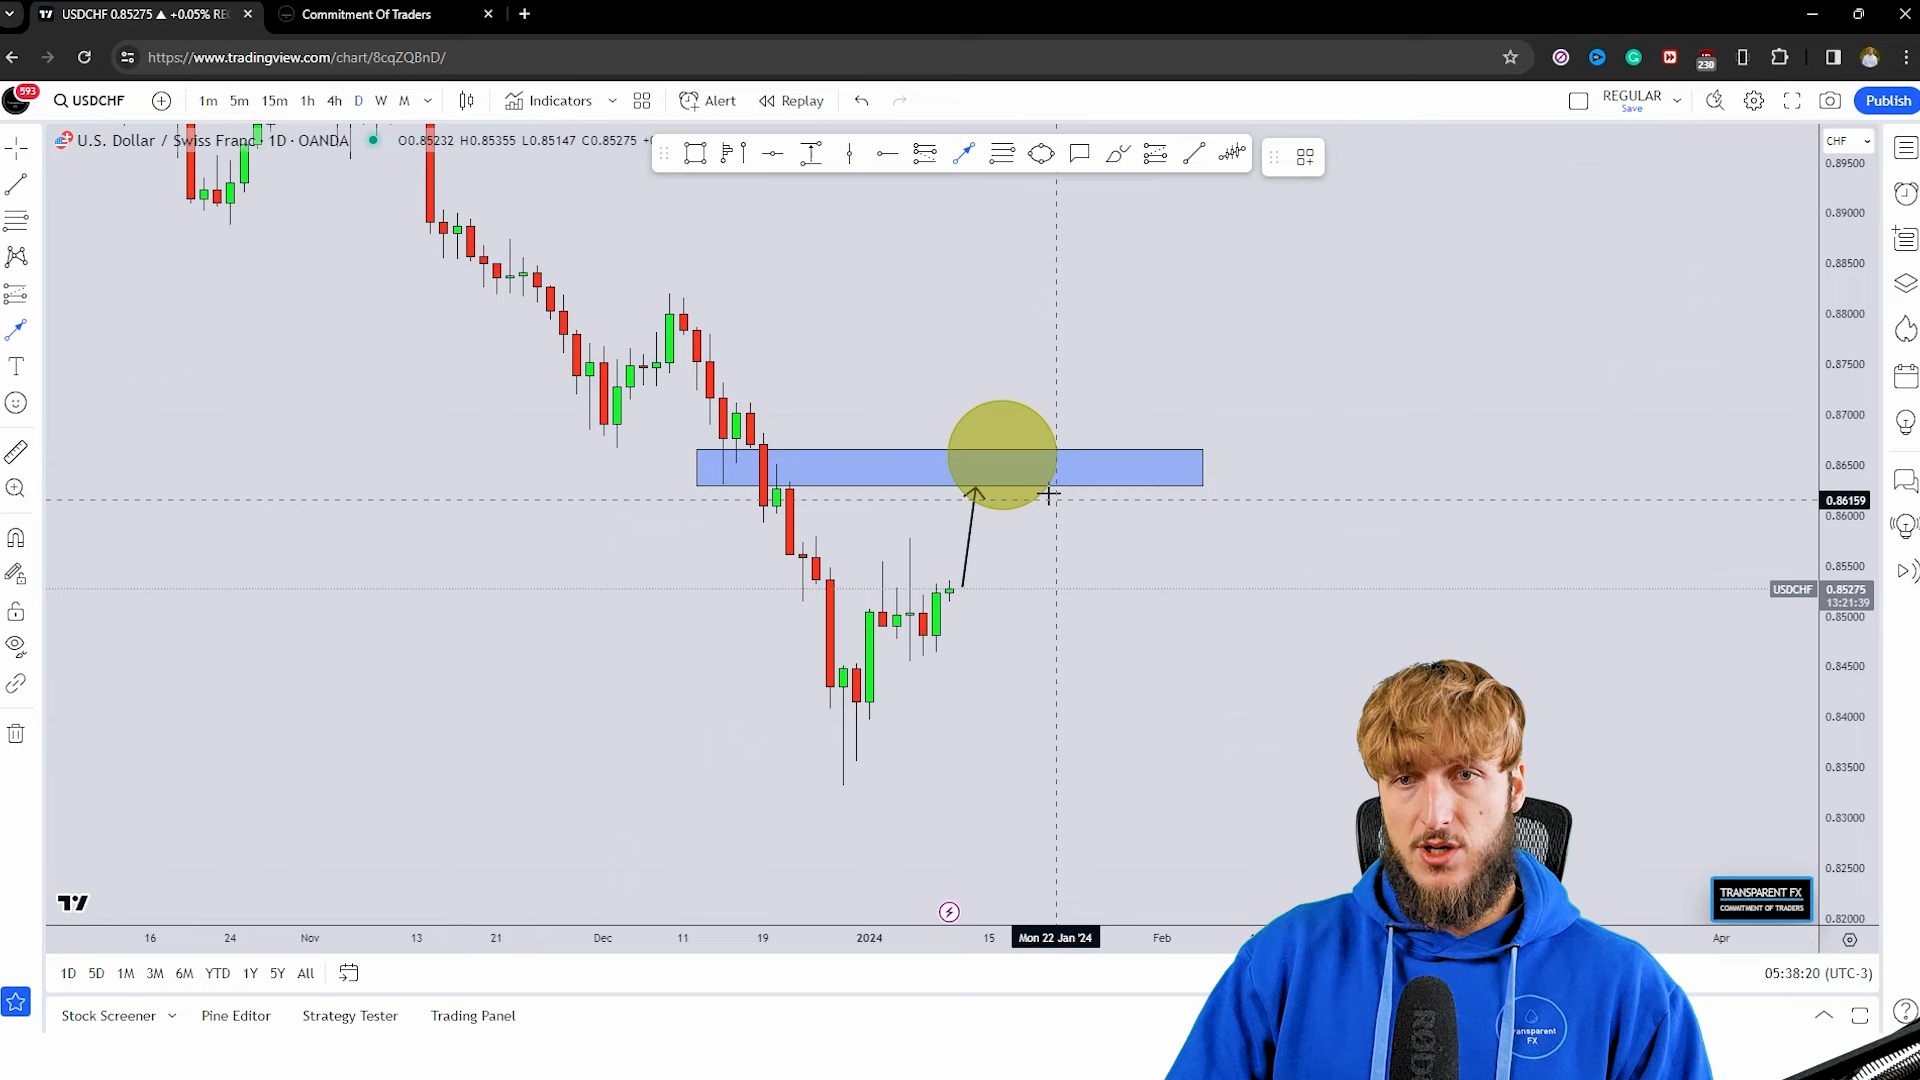 USDCHF 0.85275 ▲ +0.05% RE
Commitment Of Traders
https://www.tradingview.com/chart/8cqZQBnD/
230
593
USDCHF
1m 5m 15m 1h 4h D W M
Indicators
Alert
Replay
REGULAR
Save
Publish
U.S. Dollar / Swiss Franc · 1D · OANDA
O0.85232 H0.85355 L0.85147 C0.85275
CHF
0.89500
0.89000
0.88500
0.88000
0.87500
0.87000
0.86500
0.86159
0.86000
0.85500
USDCHF
0.85275
13:21:39
0.85000
0.84500
0.84000
0.83500
0.83000
0.82500
0.82000
TRANSPARENT FX
COMMITMENT OF TRADERS
16 24 Nov 13 21 Dec 11 19 2024 15 Mon 22 Jan '24 Feb Apr
1D 5D 1M 3M 6M YTD 1Y 5Y All
05:38:20 (UTC-3)
Stock Screener Pine Editor Strategy Tester Trading Panel
Transparent
FX